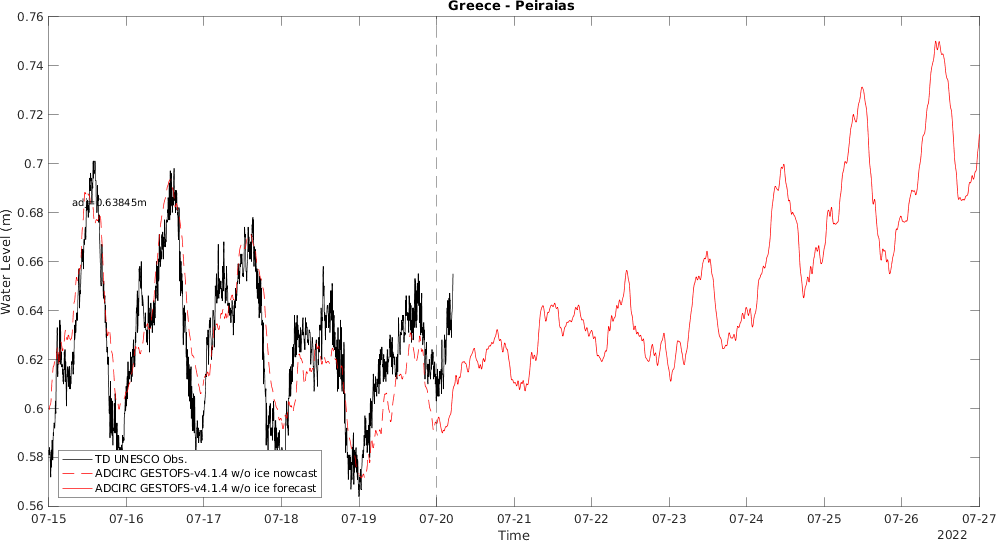 Greece - Peiraias
0.76
0.74
0.72
0.7
0.68
0.66
0.64
0.62
0.6
0.58
0.56
Water Level (m)
0.63845m
TD UNESCO Obs.
ADCIRC GESTOFS-v4.1.4 w/o ice nowcast
ADCIRC GESTOFS-v4.1.4 w/o ice forecast
07-15 07-16 07-17 07-18 07-19 07-20 07-21 07-22 07-23 07-24 07-25 07-26 07-27
Time
2022